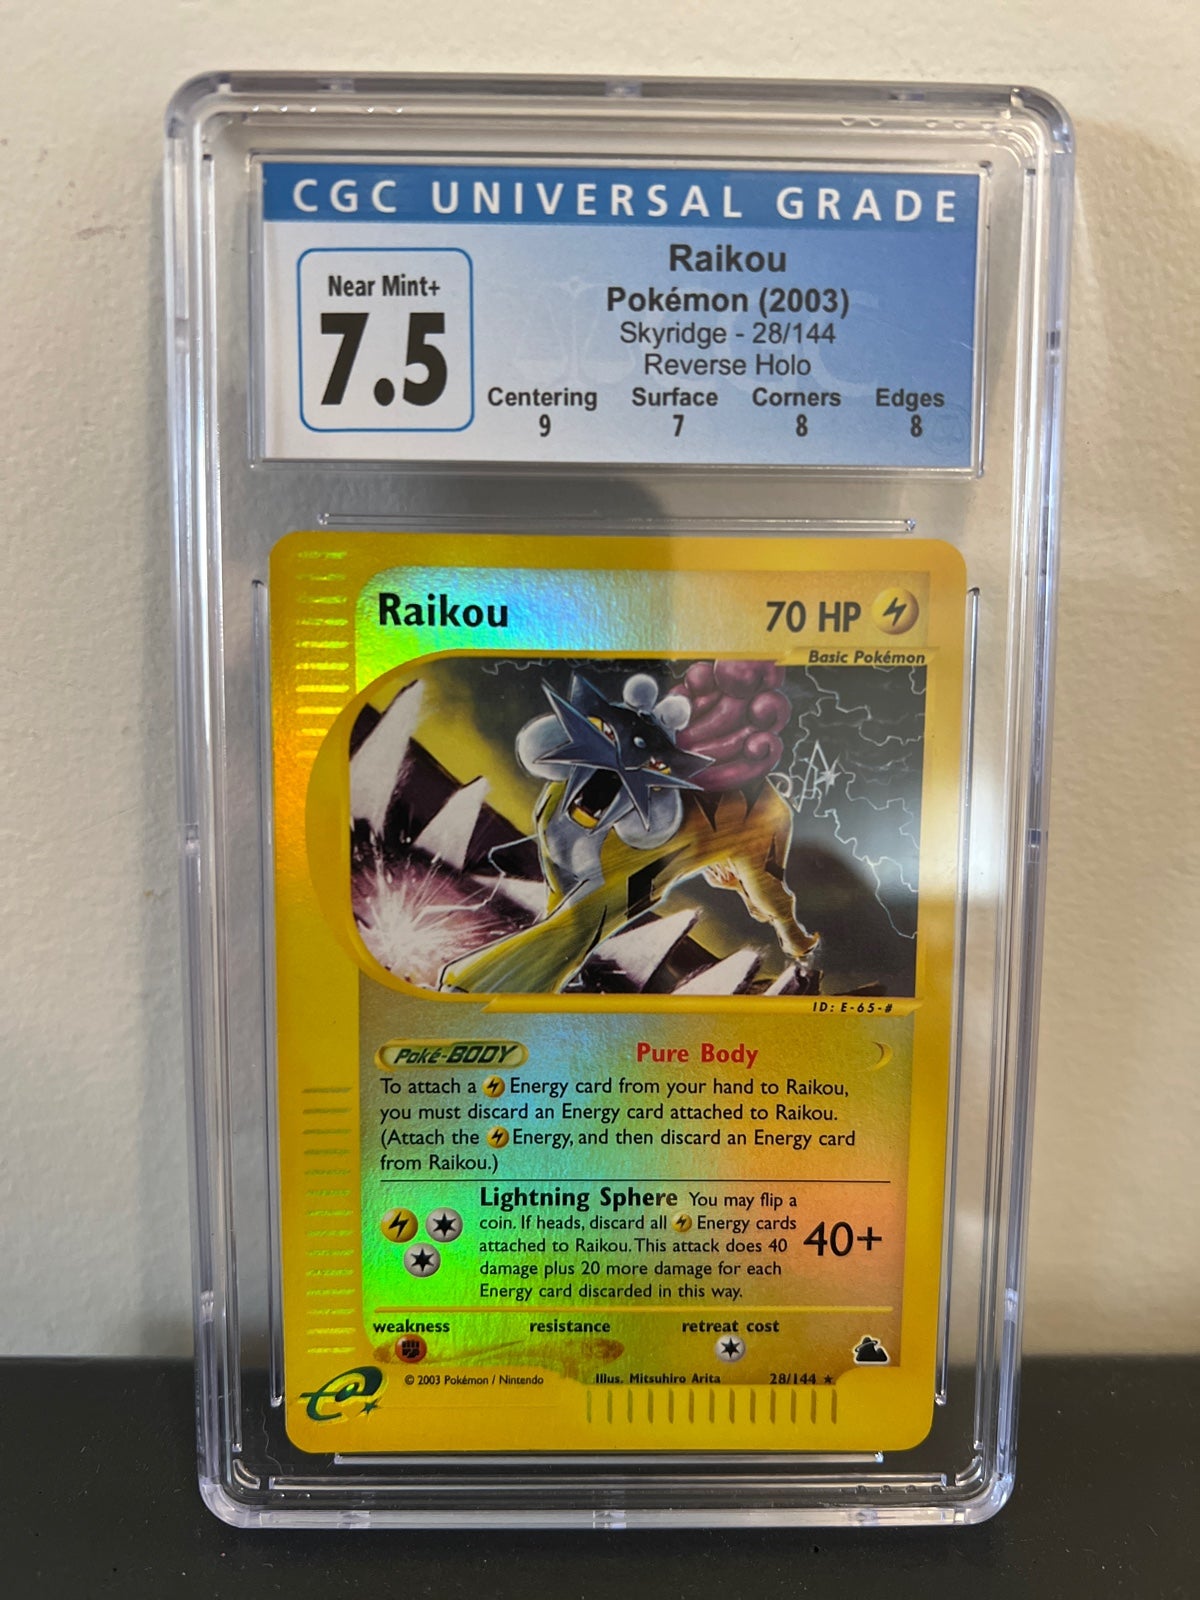 CGC UNIVERSAL GRADE
Near Mint+
7.5
Raikou
Pokémon (2003)
Skyridge - 28/144
Reverse Holo
Centering Surface Corners Edges
9 7 8 8
Raikou 70 HP
Basic Pokémon
ID: E-65-#
Poké-BODY Pure Body
To attach a Energy card from your hand to Raikou,
you must discard an Energy card attached to Raikou.
(Attach the Energy, and then discard an Energy card
from Raikou.)
Lightning Sphere You may flip a
coin. If heads, discard all Energy cards
attached to Raikou. This attack does 40
damage plus 20 more damage for each
Energy card discarded in this way.
40+
weakness resistance retreat cost
e
© 2003 Pokémon / Nintendo Illus. Mitsuhiro Arita 28/144 ★